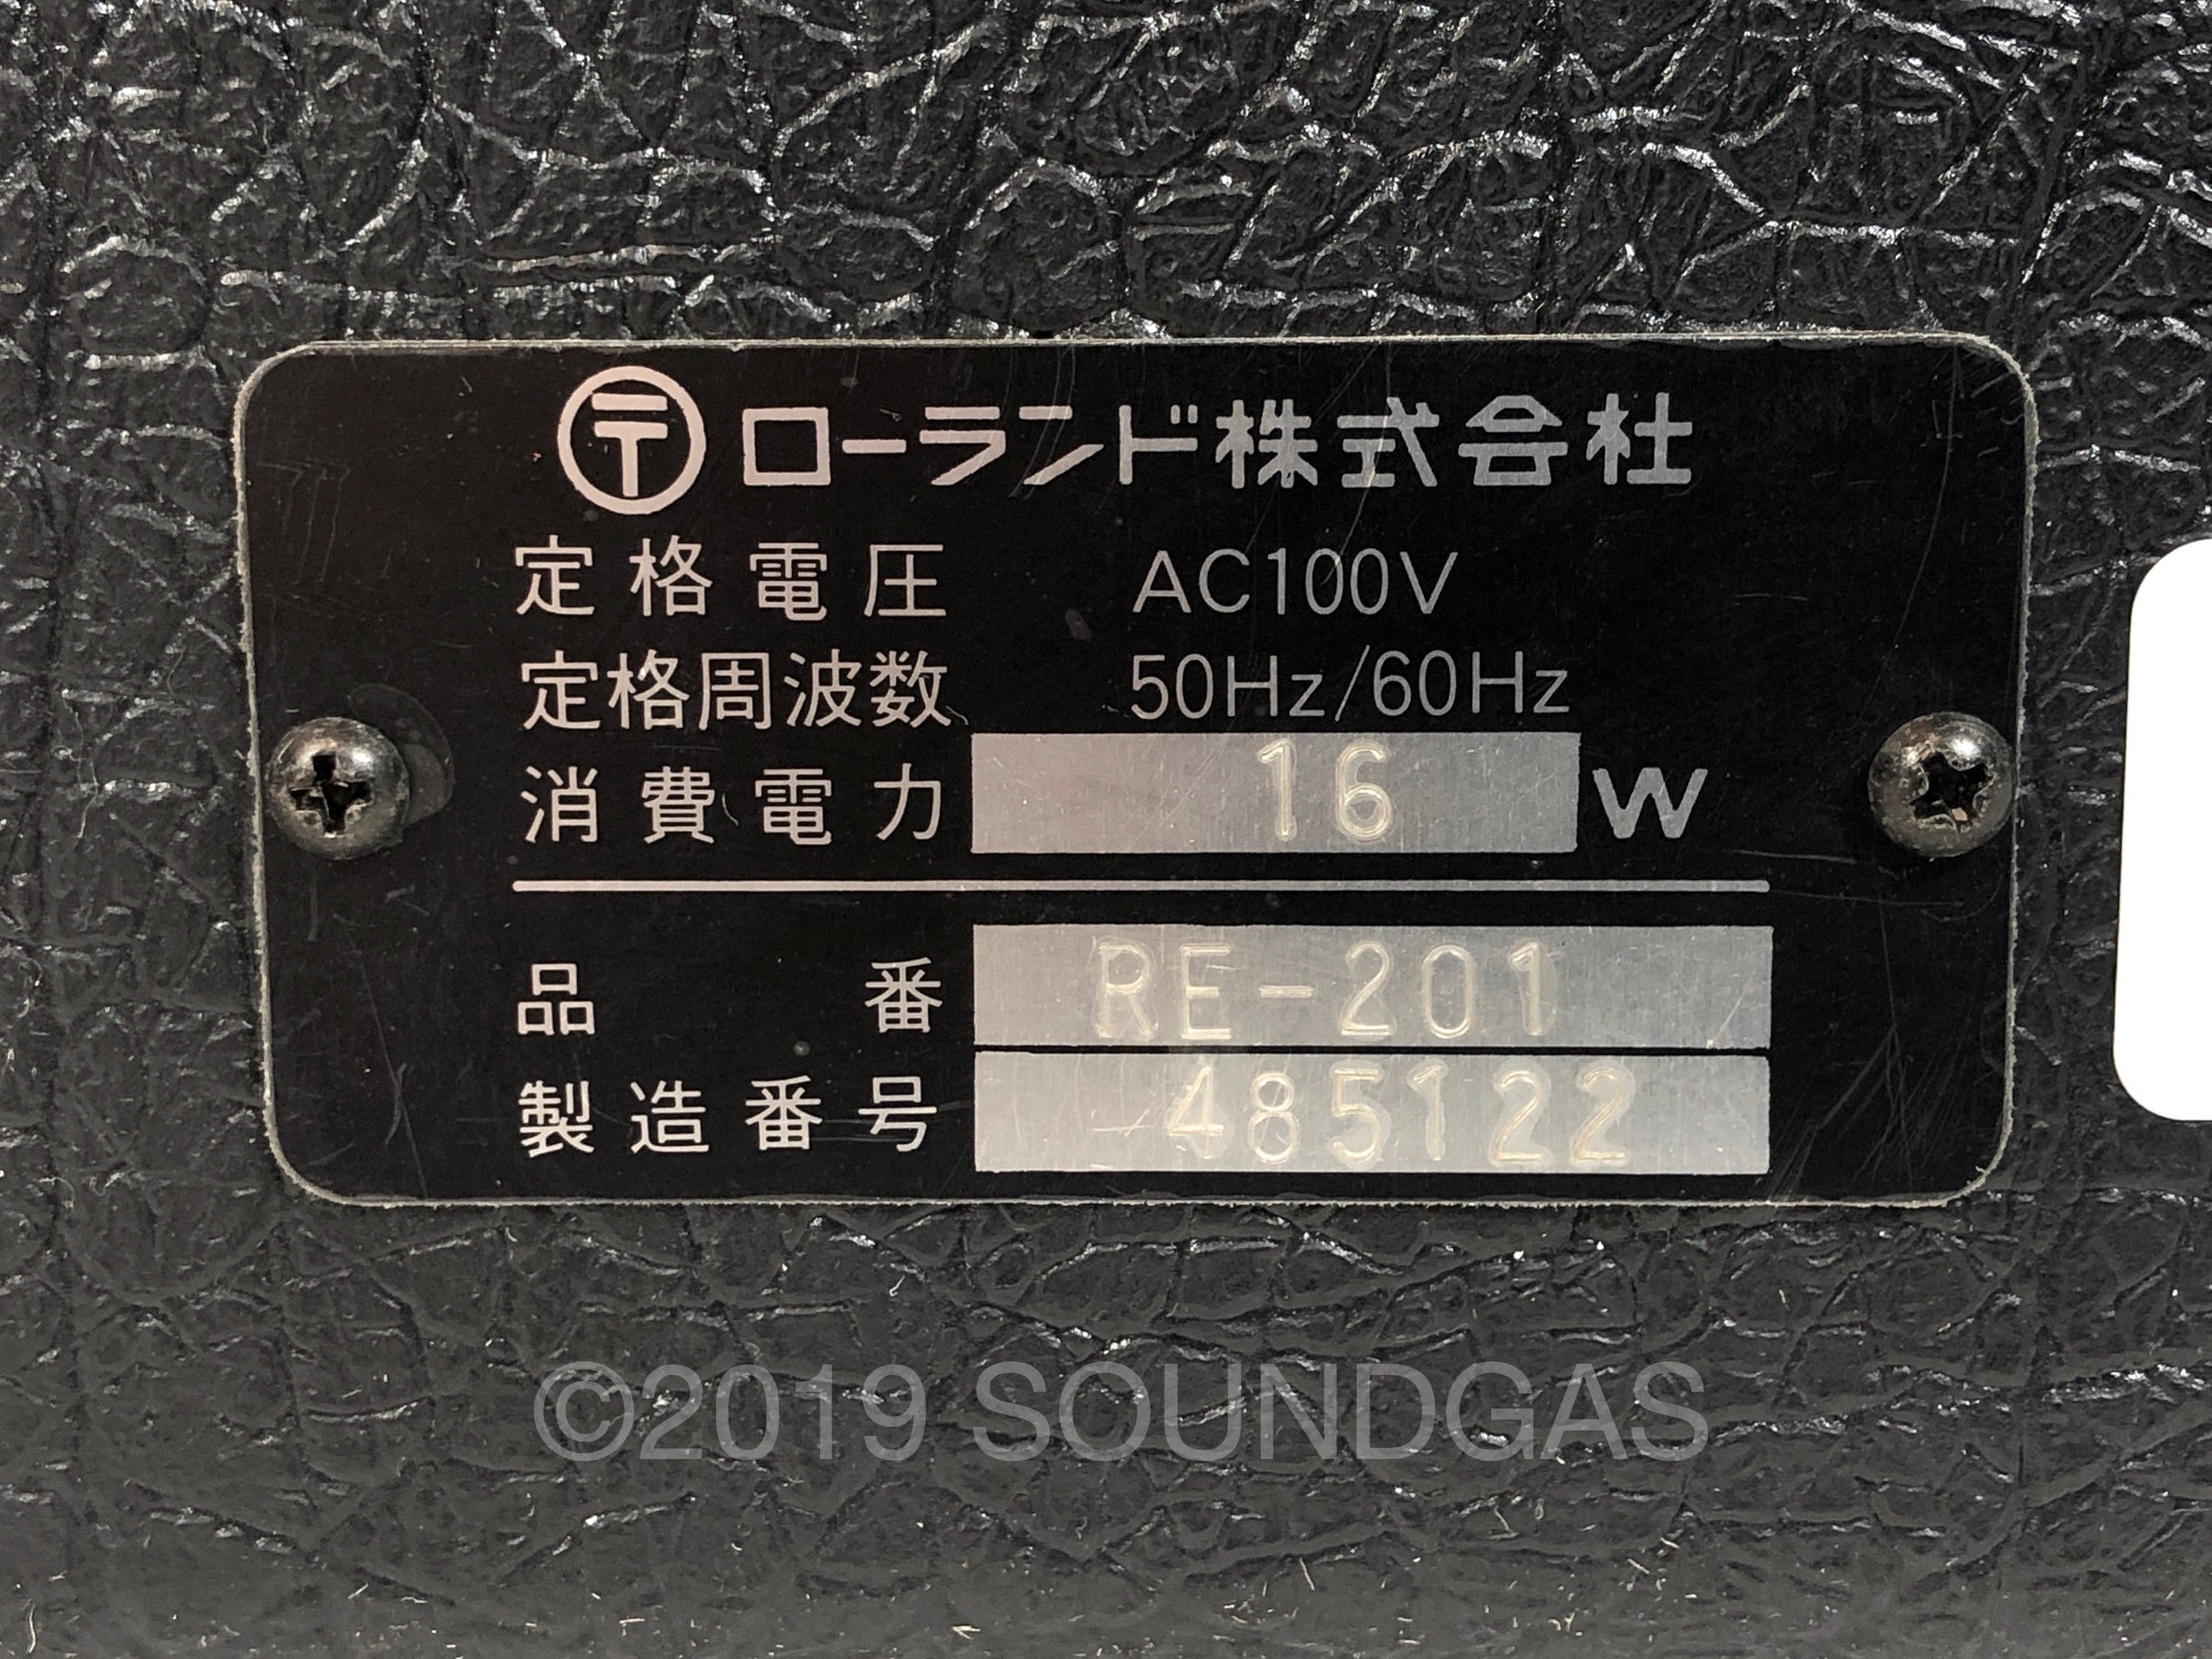 〶 ローランド株式会社
定格電圧 AC100V
定格周波数 50Hz/60Hz
消費電力 16 W
品番 RE-201
製造番号 485122
©2019 SOUNDGAS